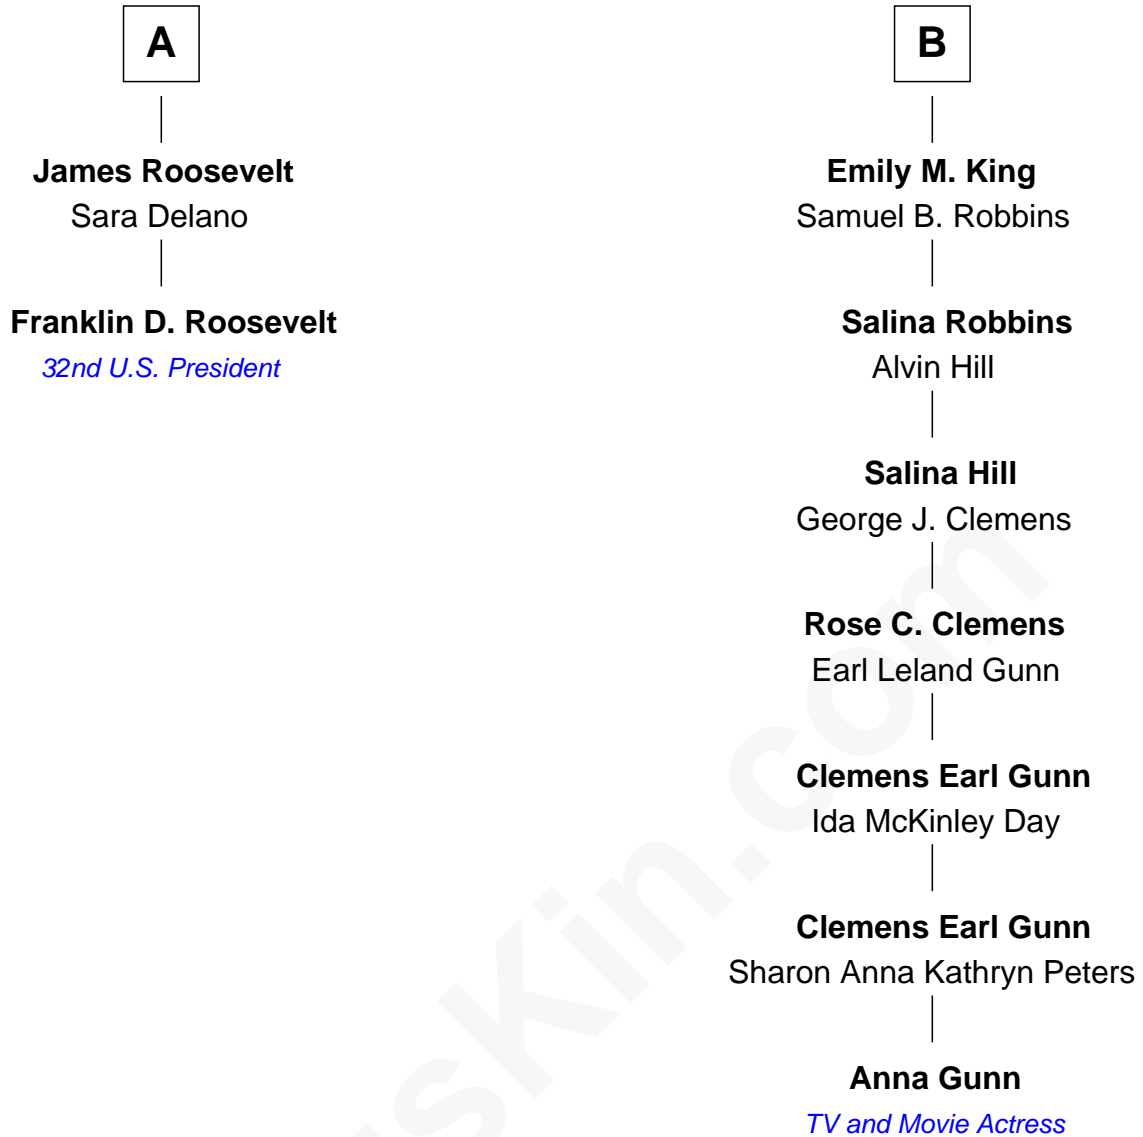 A
James Roosevelt
Sara Delano
Franklin D. Roosevelt
32nd U.S. President
B
Emily M. King
Samuel B. Robbins
Salina Robbins
Alvin Hill
Salina Hill
George J. Clemens
Rose C. Clemens
Earl Leland Gunn
Clemens Earl Gunn
Ida McKinley Day
Clemens Earl Gunn
Sharon Anna Kathryn Peters
Anna Gunn
TV and Movie Actress
usKin.com